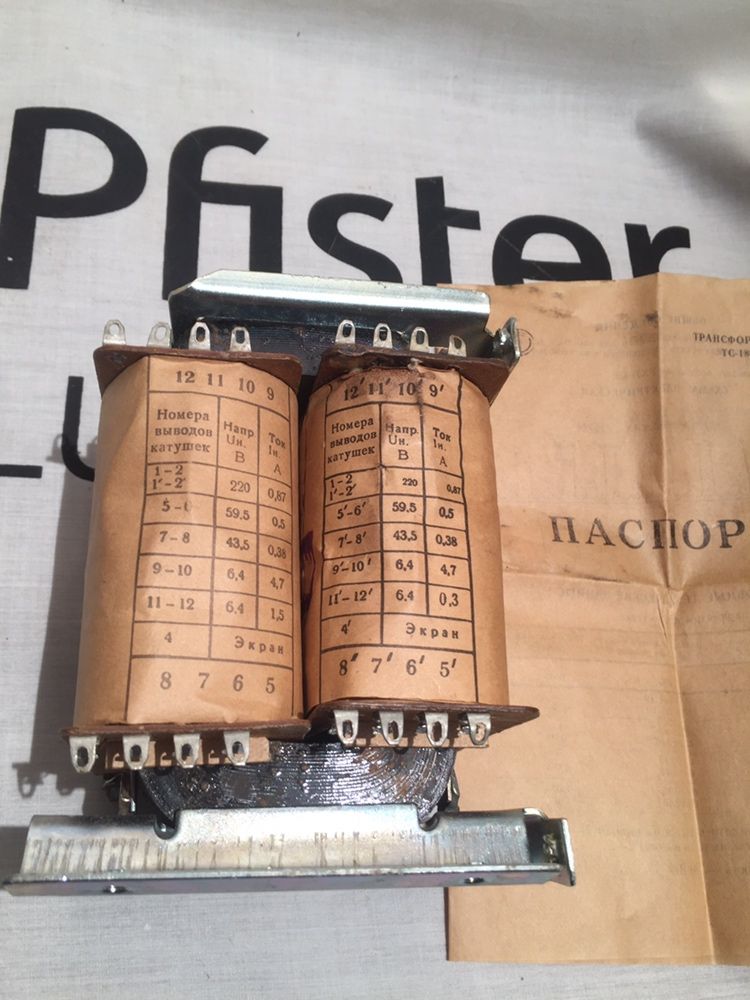 Pfister
ТРАНСФОР
ТС-18
ПАСПОР
12 11 10 9
Номера выводов катушек Напр Uн. В Ток Iн. А
1-2
1'-2' 220 0,87
5- 59.5 0.5
7-8 43,5 0,38
9-10 6,4 4,7
11-12 6,4 1,5
4 Экран
8 7 6 5
12' 11' 10 9'
Номера выводов катушек Напр. Uн. В Ток Iн. А
1-2
1'-2' 220 0,87
5'-6' 59.5 0.5
7'-8' 43,5 0,38
9'-10' 6,4 4,7
11'-12' 6,4 0,3
4' Экран
8' 7' 6' 5'